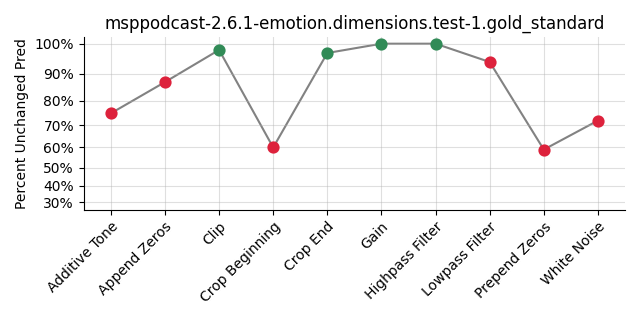 msppodcast-2.6.1-emotion.dimensions.test-1.gold_standard
Percent Unchanged Pred
100%
90%
80%
70%
60%
50%
40%
30%
Additive Tone
Append Zeros
Clip
Crop Beginning
Crop End
Gain
Highpass Filter
Lowpass Filter
Prepend Zeros
White Noise